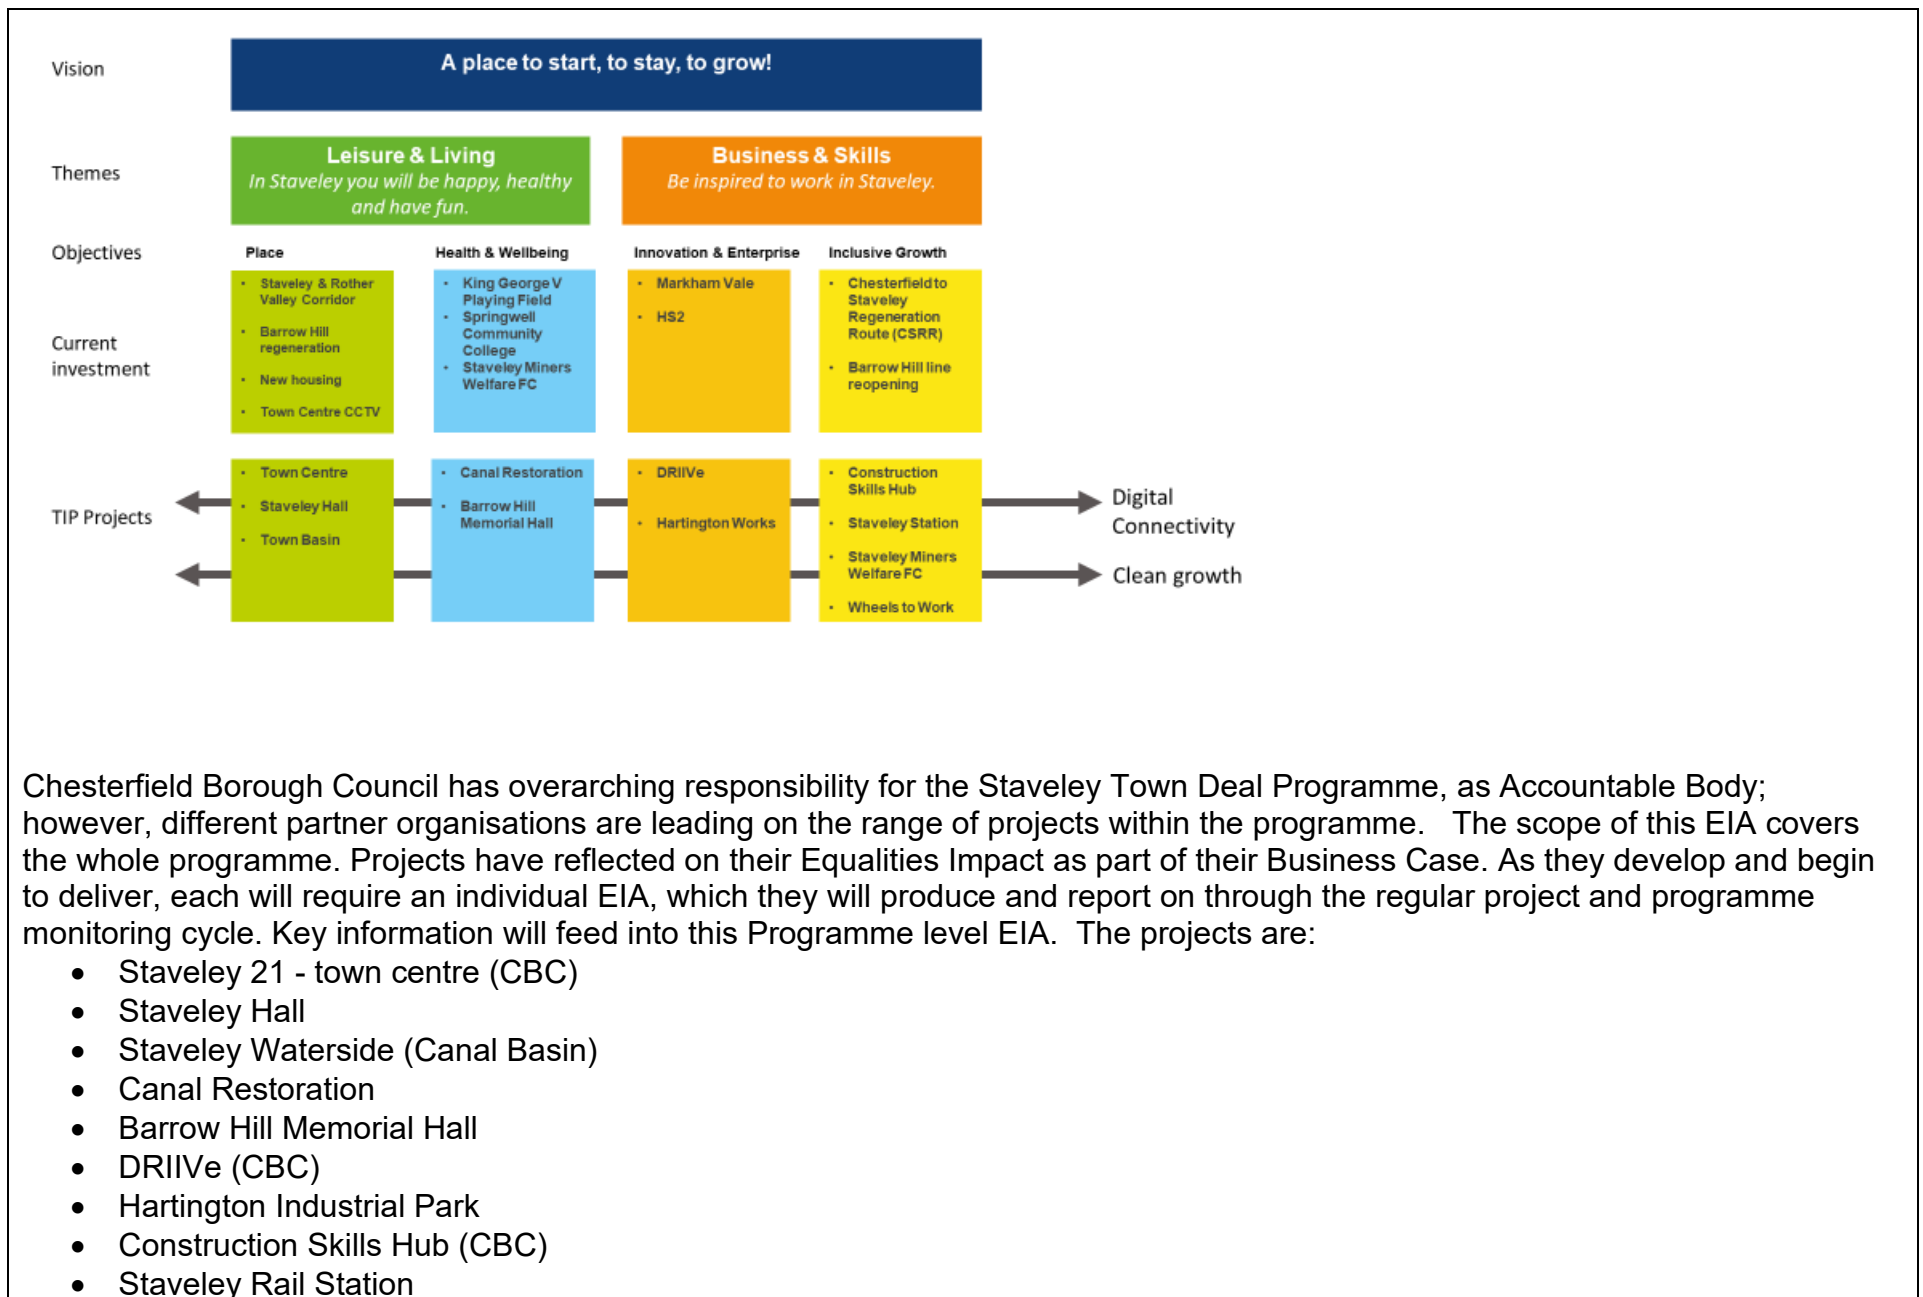 Vision
A place to start, to stay, to grow!
Themes
Leisure & Living
In Staveley you will be happy, healthy
and have fun.
Business & Skills
Be inspired to work in Staveley.
Objectives
Place
Health & Wellbeing
Innovation & Enterprise
Inclusive Growth
Current
investment
• Staveley & Rother
Valley Corridor
• Barrow Hill
regeneration
• New housing
• Town Centre CCTV
• King George V
Playing Field
• Springwell
Community
College
• Staveley Miners
Welfare FC
• Markham Vale
• HS2
• Chesterfield to
Staveley
Regeneration
Route (CSRR)
• Barrow Hill line
reopening
TIP Projects
• Town Centre
• Staveley Hall
• Town Basin
• Canal Restoration
• Barrow Hill
Memorial Hall
• DRIIVe
• Hartington Works
• Construction
Skills Hub
• Staveley Station
• Staveley Miners
Welfare FC
• Wheels to Work
Digital
Connectivity
Clean growth
Chesterfield Borough Council has overarching responsibility for the Staveley Town Deal Programme, as Accountable Body;
however, different partner organisations are leading on the range of projects within the programme. The scope of this EIA covers
the whole programme. Projects have reflected on their Equalities Impact as part of their Business Case. As they develop and begin
to deliver, each will require an individual EIA, which they will produce and report on through the regular project and programme
monitoring cycle. Key information will feed into this Programme level EIA. The projects are:
• Staveley 21 - town centre (CBC)
• Staveley Hall
• Staveley Waterside (Canal Basin)
• Canal Restoration
• Barrow Hill Memorial Hall
• DRIIVe (CBC)
• Hartington Industrial Park
• Construction Skills Hub (CBC)
• Staveley Rail Station